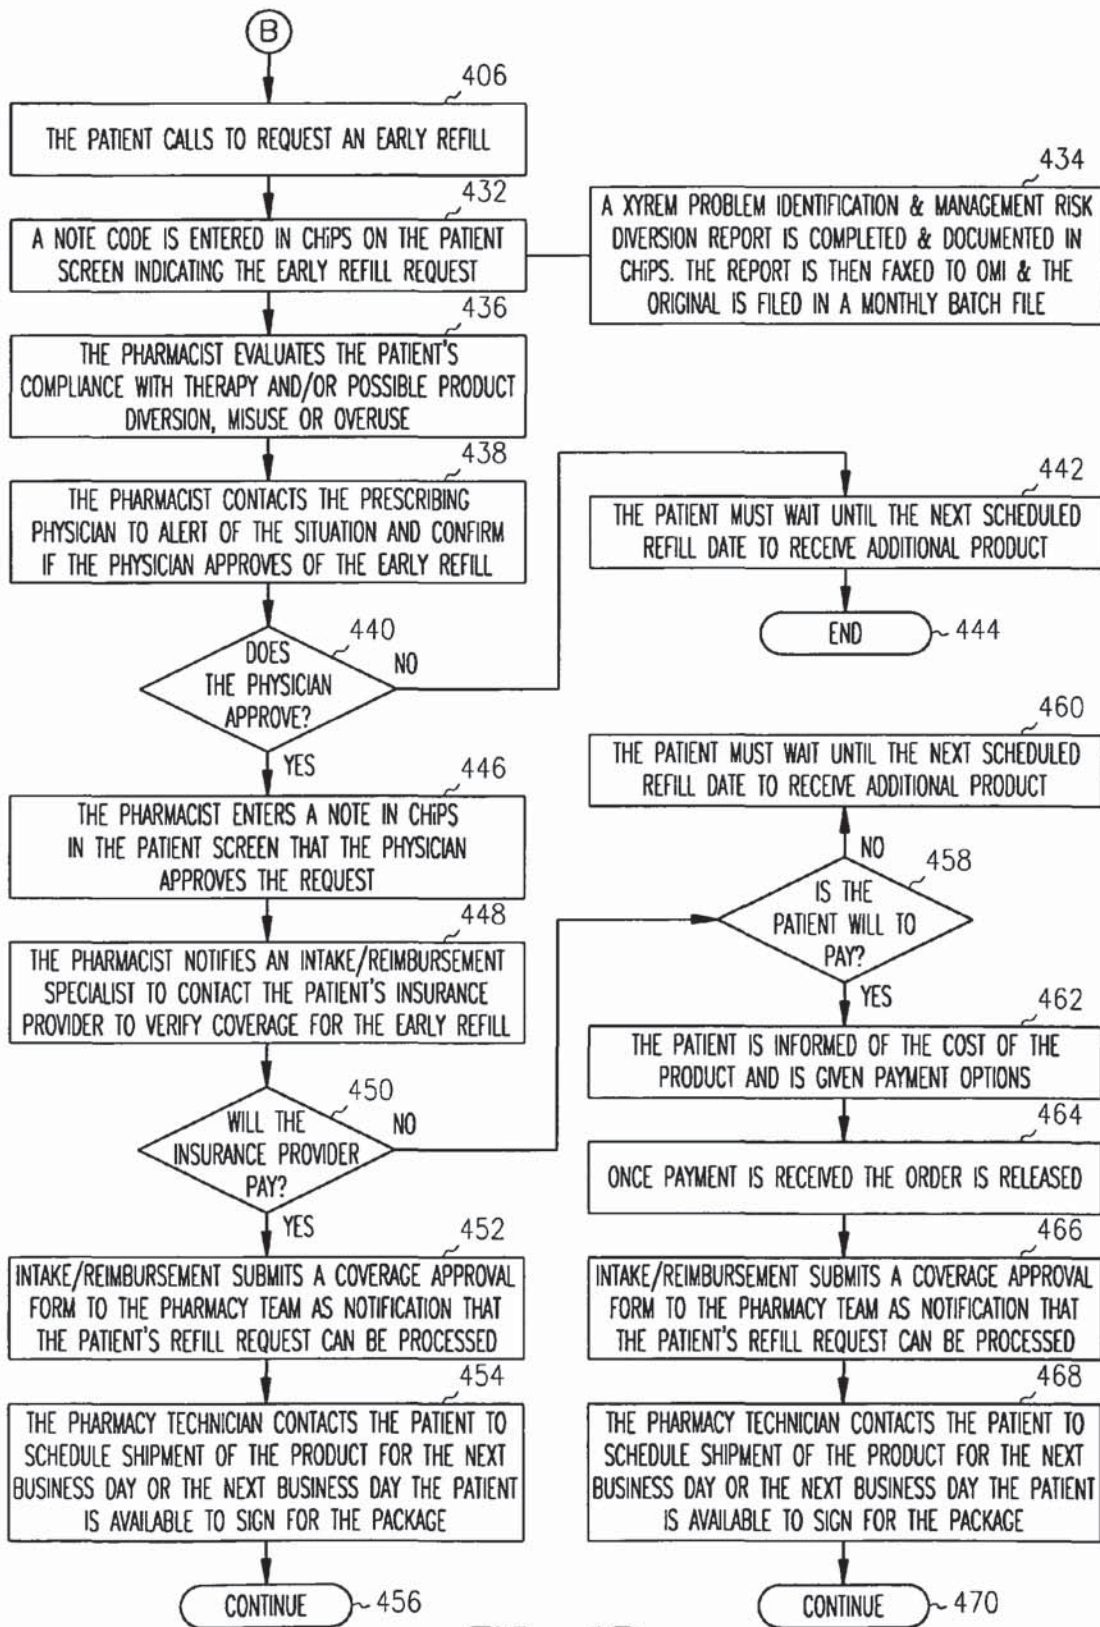 B
406
THE PATIENT CALLS TO REQUEST AN EARLY REFILL
432
A NOTE CODE IS ENTERED IN CHiPS ON THE PATIENT
SCREEN INDICATING THE EARLY REFILL REQUEST
434
A XYREM PROBLEM IDENTIFICATION & MANAGEMENT RISK
DIVERSION REPORT IS COMPLETED & DOCUMENTED IN
CHiPS. THE REPORT IS THEN FAXED TO OMI & THE
ORIGINAL IS FILED IN A MONTHLY BATCH FILE
436
THE PHARMACIST EVALUATES THE PATIENT'S
COMPLIANCE WITH THERAPY AND/OR POSSIBLE PRODUCT
DIVERSION, MISUSE OR OVERUSE
438
THE PHARMACIST CONTACTS THE PRESCRIBING
PHYSICIAN TO ALERT OF THE SITUATION AND CONFIRM
IF THE PHYSICIAN APPROVES OF THE EARLY REFILL
440
DOES
THE PHYSICIAN
APPROVE?
NO
YES
442
THE PATIENT MUST WAIT UNTIL THE NEXT SCHEDULED
REFILL DATE TO RECEIVE ADDITIONAL PRODUCT
END
444
446
THE PHARMACIST ENTERS A NOTE IN CHiPS
IN THE PATIENT SCREEN THAT THE PHYSICIAN
APPROVES THE REQUEST
448
THE PHARMACIST NOTIFIES AN INTAKE/REIMBURSEMENT
SPECIALIST TO CONTACT THE PATIENT'S INSURANCE
PROVIDER TO VERIFY COVERAGE FOR THE EARLY REFILL
450
WILL THE
INSURANCE PROVIDER
PAY?
NO
YES
452
INTAKE/REIMBURSEMENT SUBMITS A COVERAGE APPROVAL
FORM TO THE PHARMACY TEAM AS NOTIFICATION THAT
THE PATIENT'S REFILL REQUEST CAN BE PROCESSED
454
THE PHARMACY TECHNICIAN CONTACTS THE PATIENT TO
SCHEDULE SHIPMENT OF THE PRODUCT FOR THE NEXT
BUSINESS DAY OR THE NEXT BUSINESS DAY THE PATIENT
IS AVAILABLE TO SIGN FOR THE PACKAGE
CONTINUE
456
460
THE PATIENT MUST WAIT UNTIL THE NEXT SCHEDULED
REFILL DATE TO RECEIVE ADDITIONAL PRODUCT
NO
458
IS THE
PATIENT WILL TO
PAY?
YES
462
THE PATIENT IS INFORMED OF THE COST OF THE
PRODUCT AND IS GIVEN PAYMENT OPTIONS
464
ONCE PAYMENT IS RECEIVED THE ORDER IS RELEASED
466
INTAKE/REIMBURSEMENT SUBMITS A COVERAGE APPROVAL
FORM TO THE PHARMACY TEAM AS NOTIFICATION THAT
THE PATIENT'S REFILL REQUEST CAN BE PROCESSED
468
THE PHARMACY TECHNICIAN CONTACTS THE PATIENT TO
SCHEDULE SHIPMENT OF THE PRODUCT FOR THE NEXT
BUSINESS DAY OR THE NEXT BUSINESS DAY THE PATIENT
IS AVAILABLE TO SIGN FOR THE PACKAGE
CONTINUE
470